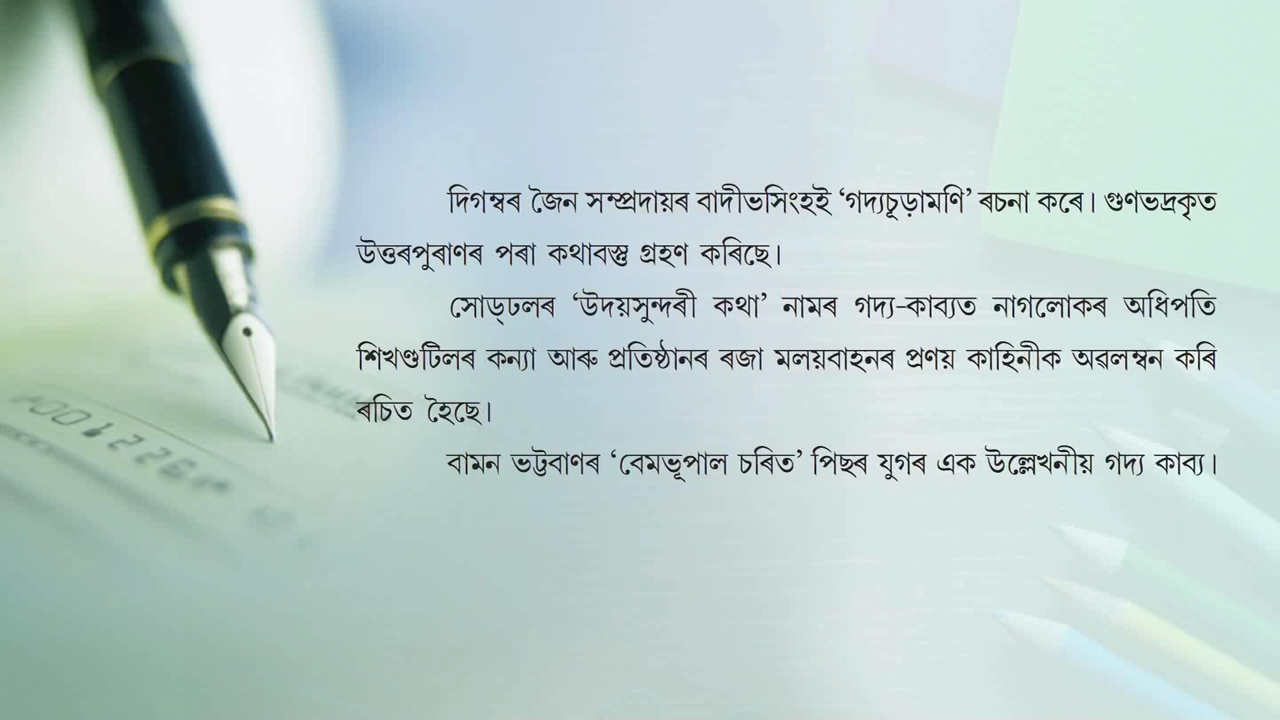 দিগম্বৰ জৈন সম্প্ৰদায়ৰ বাদীভসিংহই ‘গদ্যচূড়ামণি’ ৰচনা কৰে। গুণভদ্ৰকৃত
উত্তৰপুৰাণৰ পৰা কথাবস্তু গ্ৰহণ কৰিছে।
সোড্ঢলৰ ‘উদয়সুন্দৰী কথা’ নামৰ গদ্য-কাব্যত নাগলোকৰ অধিপতি
শিখণ্ডটিলৰ কন্যা আৰু প্ৰতিষ্ঠানৰ ৰজা মলয়বাহনৰ প্ৰণয় কাহিনীক অৱলম্বন কৰি
ৰচিত হৈছে।
বামন ভট্টবাণৰ ‘বেমভূপাল চৰিত’ পিছৰ যুগৰ এক উল্লেখনীয় গদ্য কাব্য।